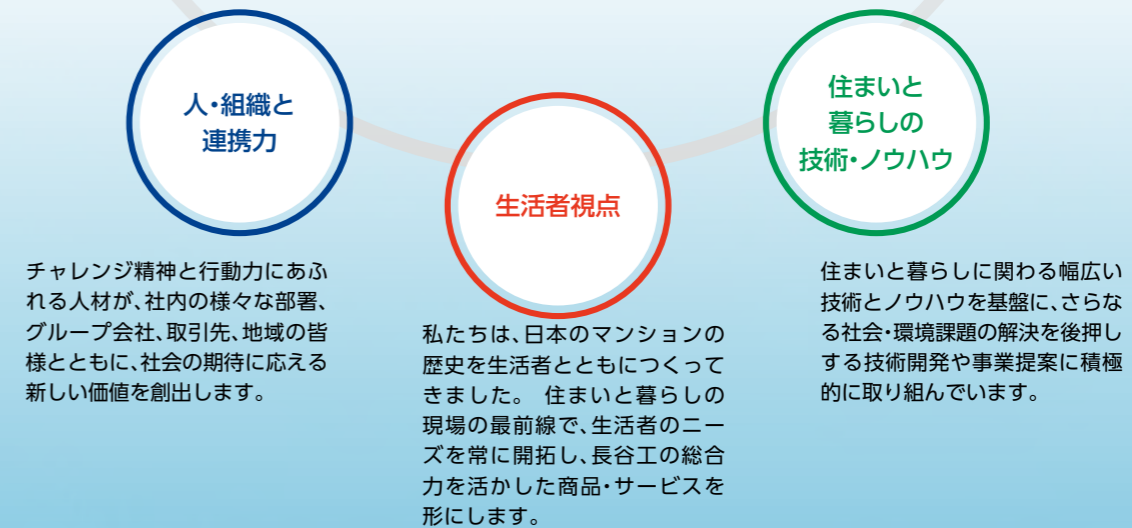 人・組織と
連携力
チャレンジ精神と行動力にあふ
れる人材が、社内の様々な部署、
グループ会社、取引先、地域の皆
様とともに、社会の期待に応える
新しい価値を創出します。
生活者視点
私たちは、日本のマンションの
歴史を生活者とともにつくって
きました。 住まいと暮らしの
現場の最前線で、生活者のニー
ズを常に開拓し、長谷工の総合
力を活かした商品・サービスを
形にします。
住まいと
暮らしの
技術・ノウハウ
住まいと暮らしに関わる幅広い
技術とノウハウを基盤に、さらな
る社会・環境課題の解決を後押し
する技術開発や事業提案に積極
的に取り組んでいます。